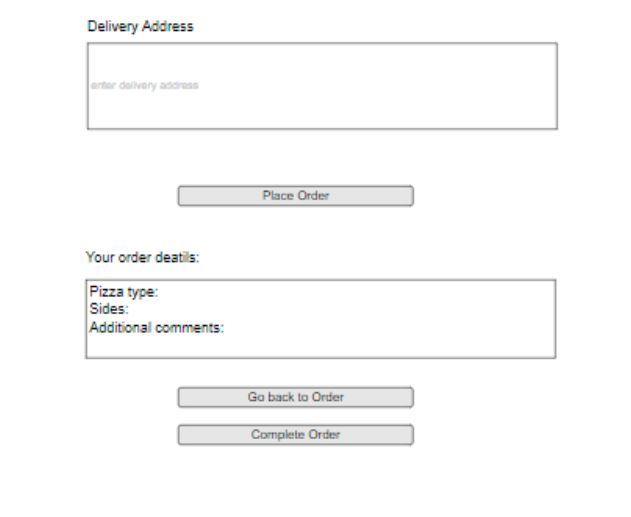 Delivery Address
enter delivery address
Place Order
Your order deatils:
Pizza type:
Sides:
Additional comments:
Go back to Order
Complete Order